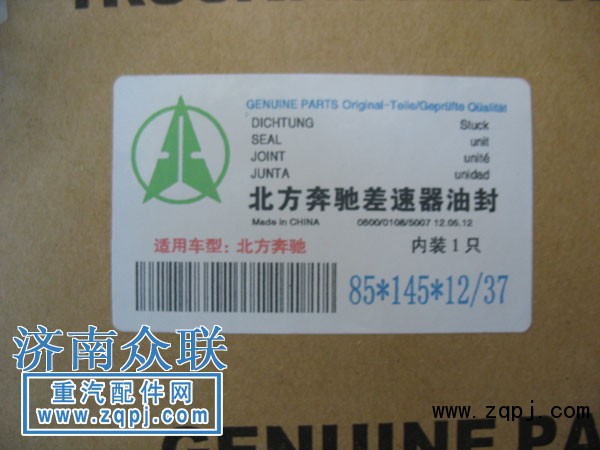 GENUINE PARTS Original-Teile/Geprüfte Qualität
DICHTUNG Stuck
SEAL unit
JOINT unité
JUNTA unidad
北方奔驰差速器油封
Made in CHINA 0600/0108/5007 12.05.12
适用车型：北方奔驰 内装1只
85*145*12/37
济南众联
重汽配件网
www.zqpj.com
www.zqpj.com
GENUINE PA